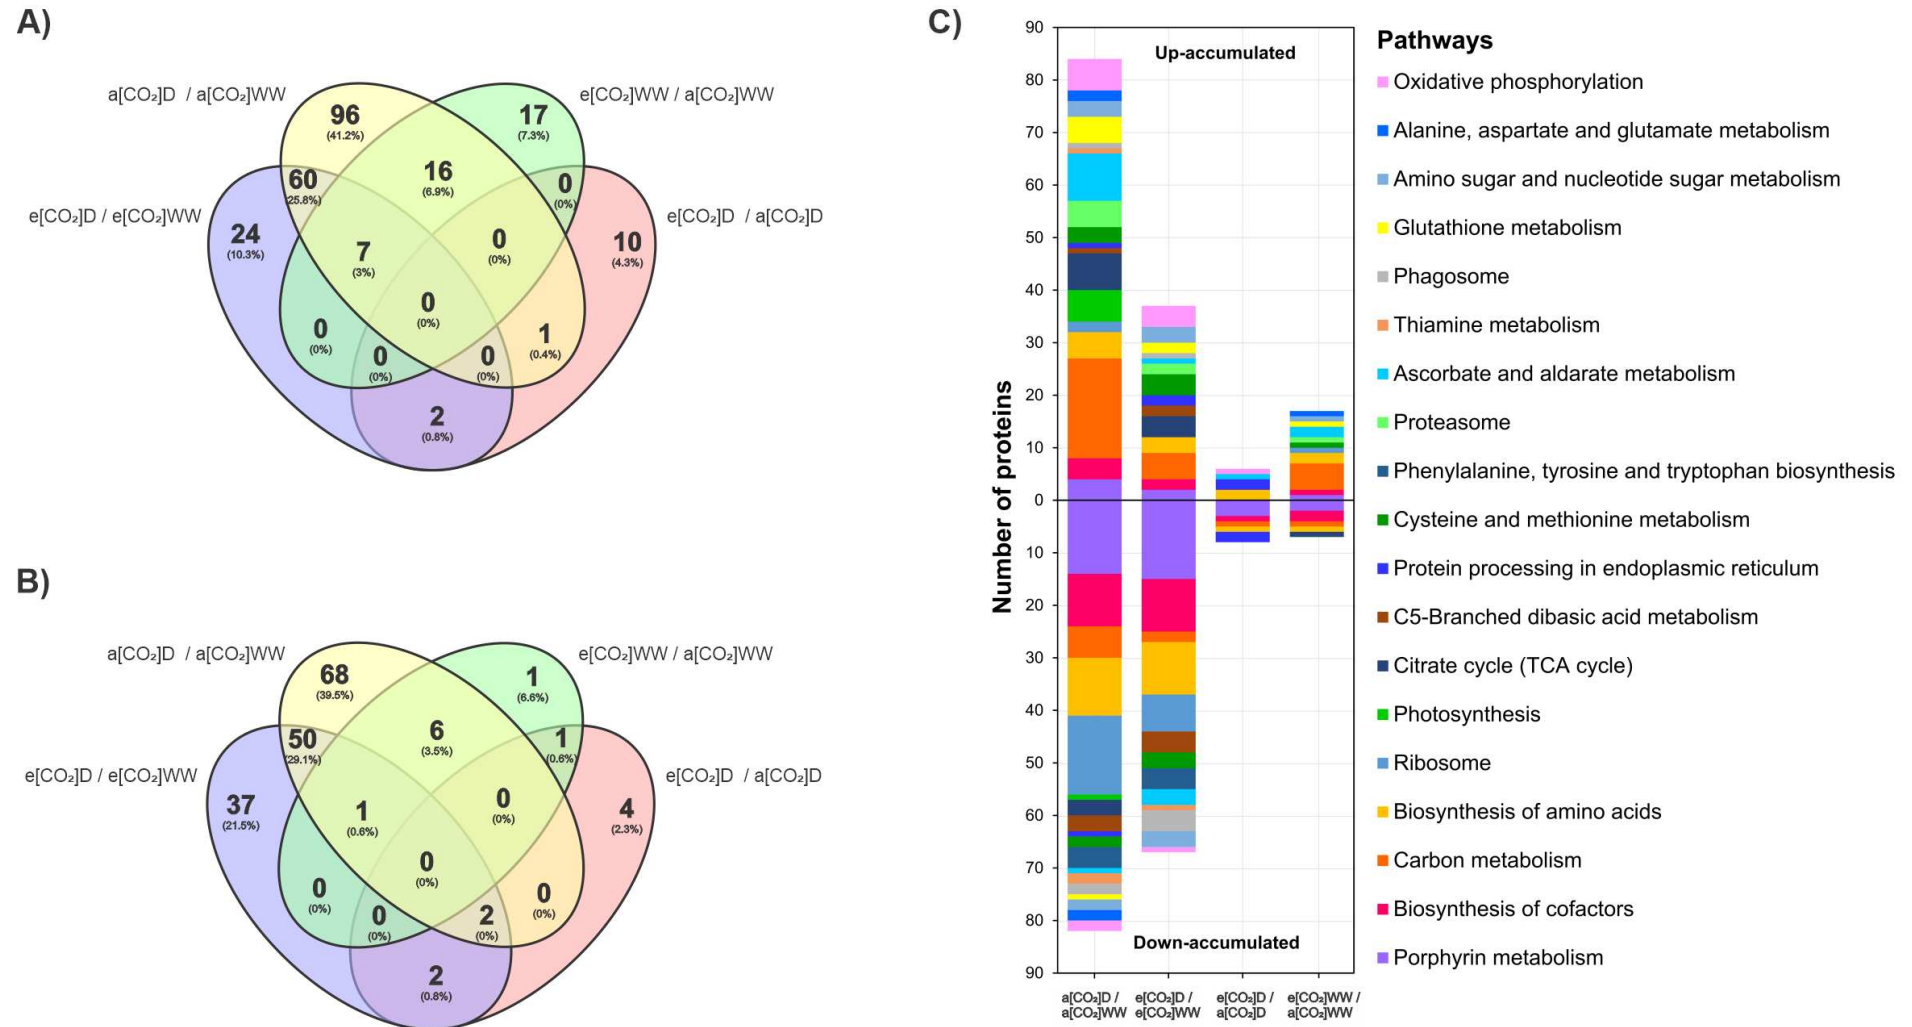 A)
a[CO₂]D / a[CO₂]WW
e[CO₂]WW / a[CO₂]WW
e[CO₂]D / e[CO₂]WW
e[CO₂]D / a[CO₂]D
96
(41.2%)
17
(7.3%)
16
(6.9%)
60
(25.8%)
0
(0%)
24
(10.3%)
7
(3%)
0
(0%)
10
(4.3%)
0
(0%)
0
(0%)
1
(0.4%)
0
(0%)
0
(0%)
2
(0.8%)
B)
a[CO₂]D / a[CO₂]WW
e[CO₂]WW / a[CO₂]WW
e[CO₂]D / e[CO₂]WW
e[CO₂]D / a[CO₂]D
68
(39.5%)
1
(6.6%)
6
(3.5%)
50
(29.1%)
1
(0.6%)
37
(21.5%)
1
(0.6%)
0
(0%)
4
(2.3%)
0
(0%)
0
(0%)
0
(0%)
0
(0%)
2
(0%)
2
(0.8%)
C)
Number of proteins
90
80
70
60
50
40
30
20
10
0
10
20
30
40
50
60
70
80
90
Up-accumulated
Down-accumulated
a[CO₂]D /
a[CO₂]WW
e[CO₂]D /
e[CO₂]WW
e[CO₂]D /
a[CO₂]D
e[CO₂]WW /
a[CO₂]WW
Pathways
Oxidative phosphorylation
Alanine, aspartate and glutamate metabolism
Amino sugar and nucleotide sugar metabolism
Glutathione metabolism
Phagosome
Thiamine metabolism
Ascorbate and aldarate metabolism
Proteasome
Phenylalanine, tyrosine and tryptophan biosynthesis
Cysteine and methionine metabolism
Protein processing in endoplasmic reticulum
C5-Branched dibasic acid metabolism
Citrate cycle (TCA cycle)
Photosynthesis
Ribosome
Biosynthesis of amino acids
Carbon metabolism
Biosynthesis of cofactors
Porphyrin metabolism